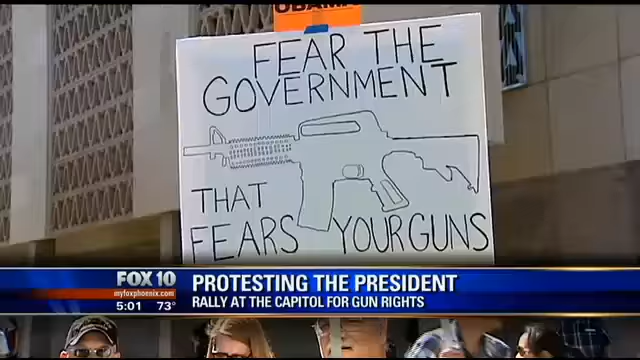 OBAMA
FEAR THE
GOVERNMENT
THAT
FEARS YOUR GUNS
FOX 10
myfoxphoenix.com
5:01 73°
PROTESTING THE PRESIDENT
RALLY AT THE CAPITOL FOR GUN RIGHTS